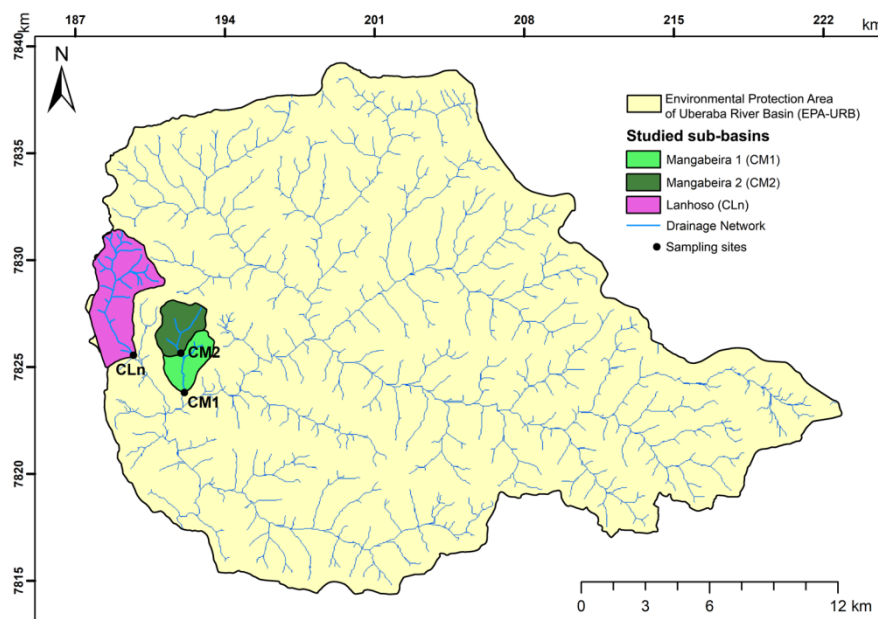 187 194 201 208 215 222
km
km
7840
7835
7830
7825
7820
7815
N
Environmental Protection Area
of Uberaba River Basin (EPA-URB)
Studied sub-basins
Mangabeira 1 (CM1)
Mangabeira 2 (CM2)
Lanhoso (CLn)
Drainage Network
Sampling sites
CM2
CLn
CM1
0 3 6 9 12 km